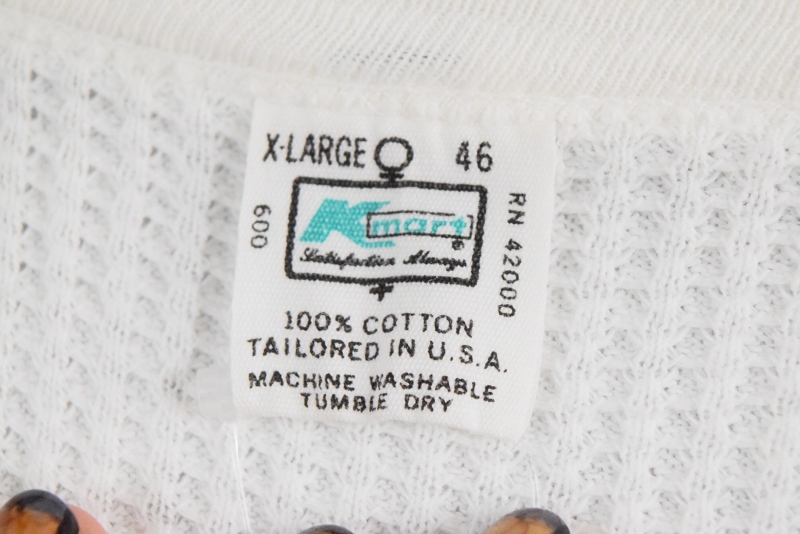 X-LARGE 46
600
Kmart®
Satisfaction Always
RN 42000
100% COTTON
TAILORED IN U.S.A.
MACHINE WASHABLE
TUMBLE DRY